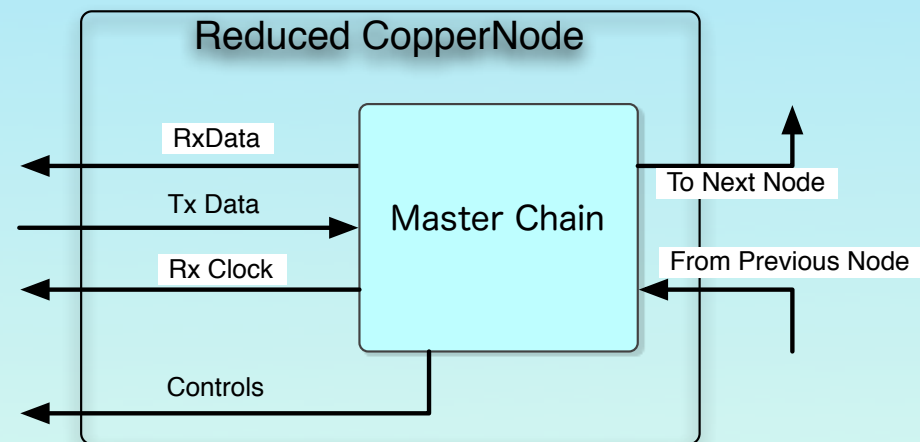 Reduced CopperNode
RxData
To Next Node
Tx Data
Master Chain
Rx Clock
From Previous Node
Controls